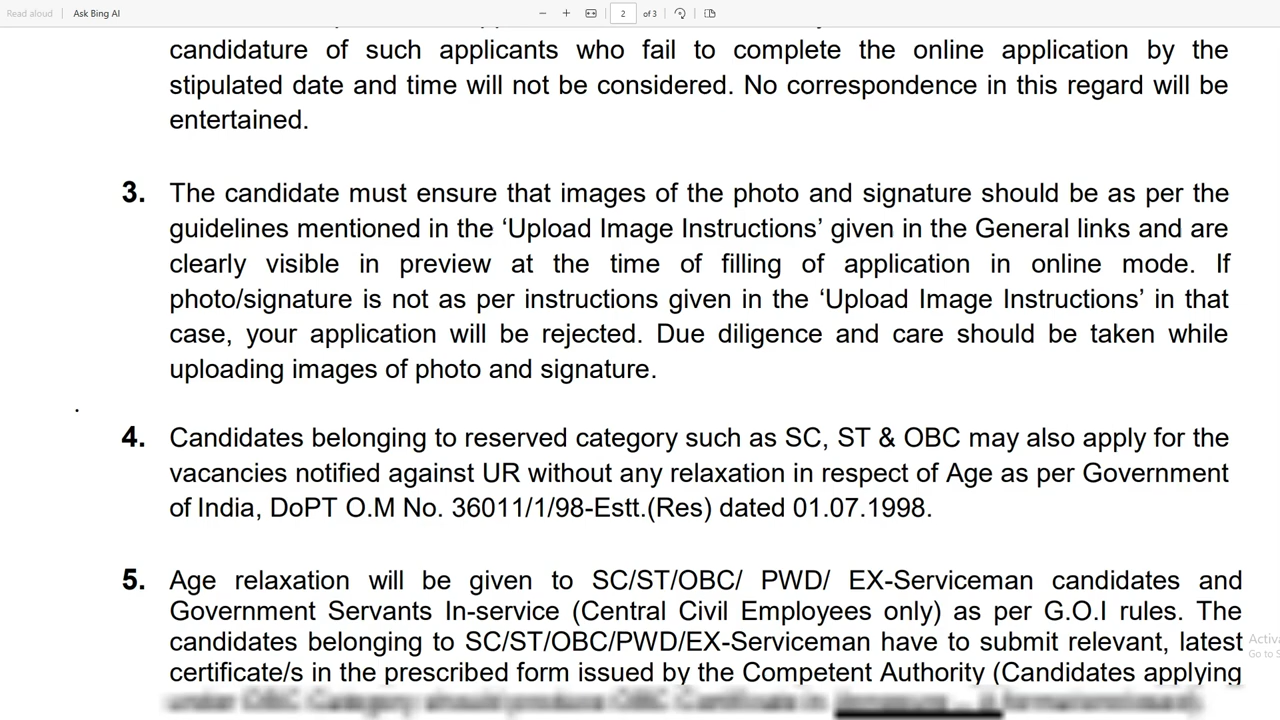 Read aloud Ask Bing AI 2 of 3
candidature of such applicants who fail to complete the online application by the
stipulated date and time will not be considered. No correspondence in this regard will be
entertained.
3. The candidate must ensure that images of the photo and signature should be as per the
guidelines mentioned in the ‘Upload Image Instructions’ given in the General links and are
clearly visible in preview at the time of filling of application in online mode. If
photo/signature is not as per instructions given in the ‘Upload Image Instructions’ in that
case, your application will be rejected. Due diligence and care should be taken while
uploading images of photo and signature.
.
4. Candidates belonging to reserved category such as SC, ST & OBC may also apply for the
vacancies notified against UR without any relaxation in respect of Age as per Government
of India, DoPT O.M No. 36011/1/98-Estt.(Res) dated 01.07.1998.
5. Age relaxation will be given to SC/ST/OBC/ PWD/ EX-Serviceman candidates and
Government Servants In-service (Central Civil Employees only) as per G.O.I rules. The
candidates belonging to SC/ST/OBC/PWD/EX-Serviceman have to submit relevant, latest
Activa
Go to S
certificate/s in the prescribed form issued by the Competent Authority (Candidates applying
under OBC Category should produce OBC Certificate in